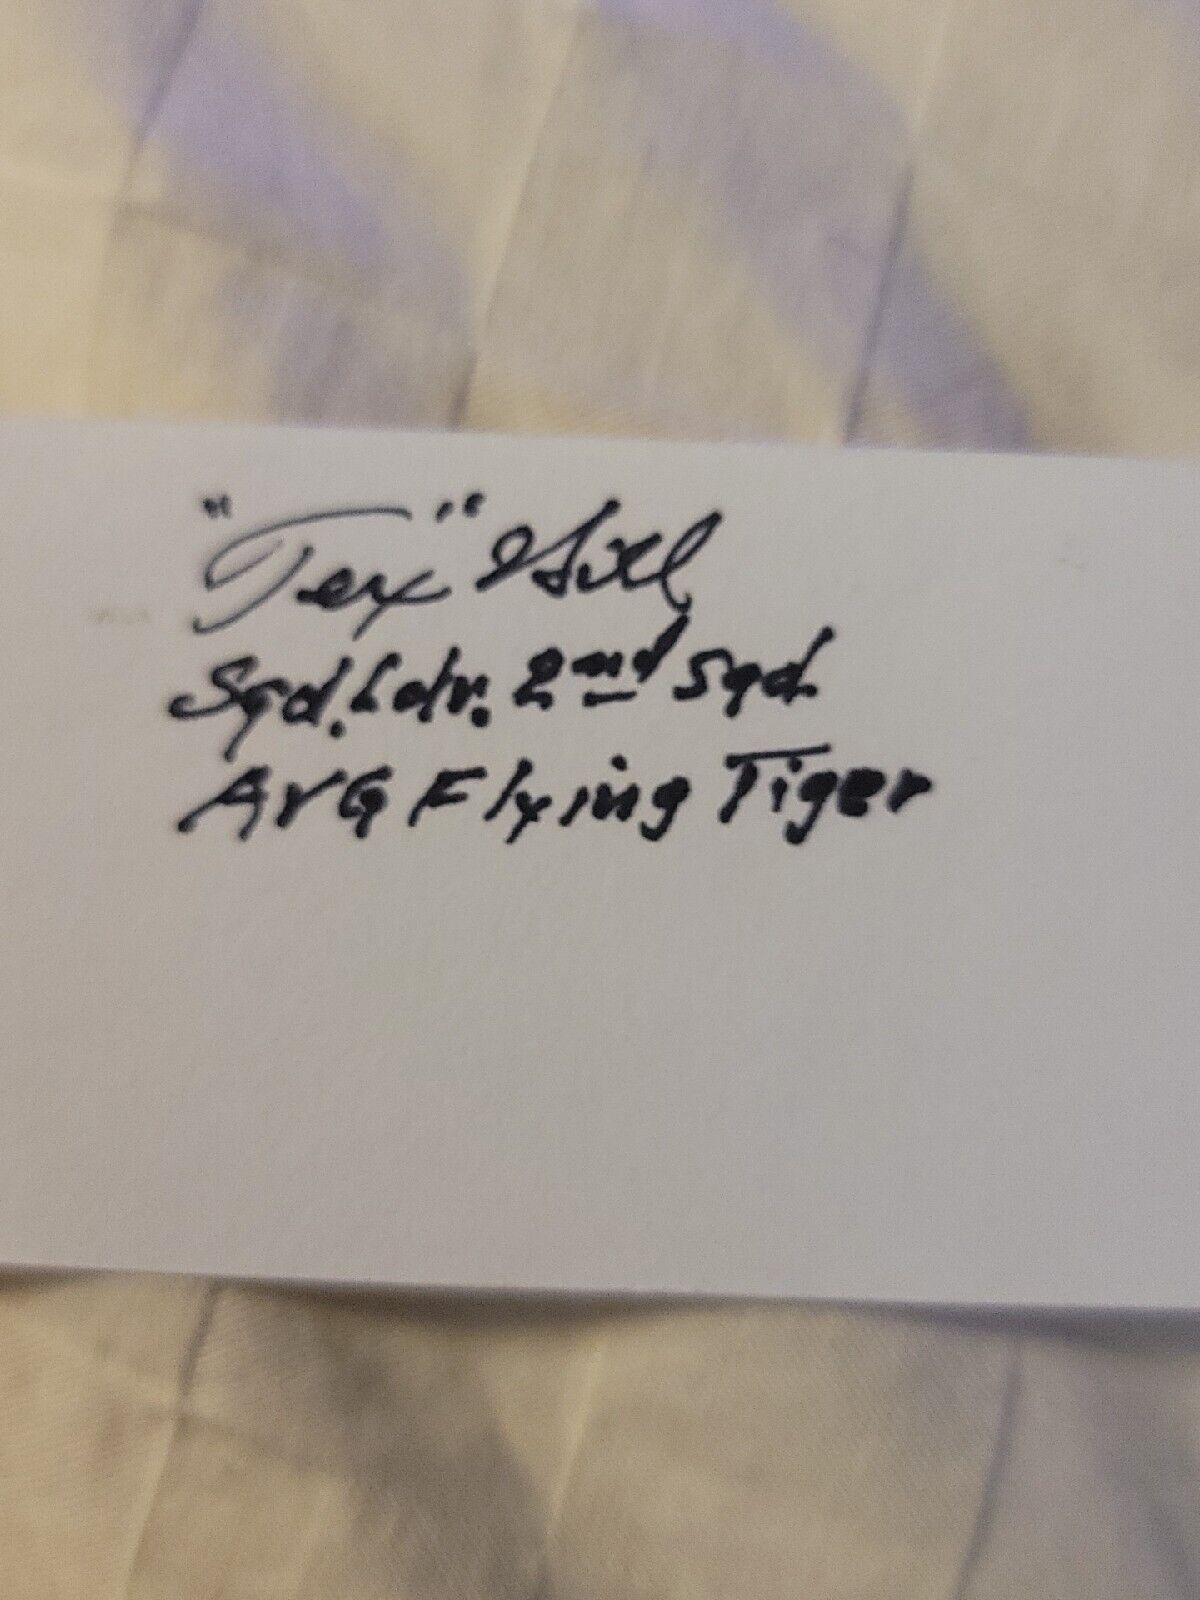 "Tex" Hill
Sqd. Ldr. 2nd Sqd.
AVG Flying Tiger